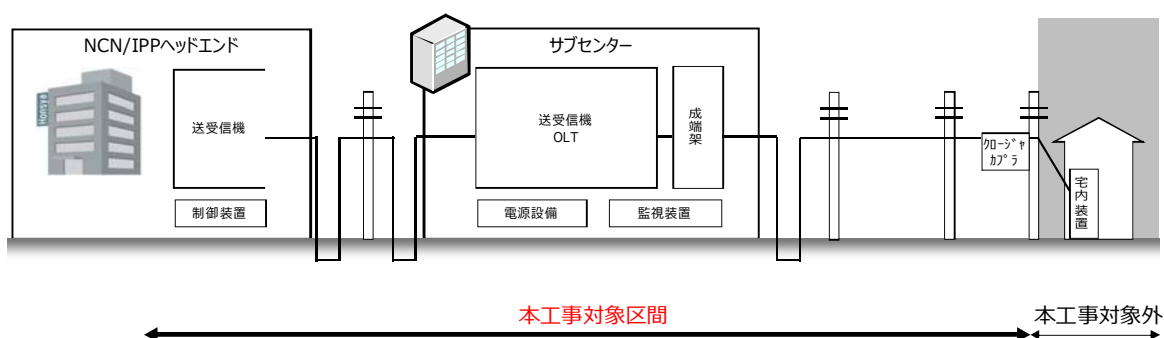 NCN/IPPヘッドエンド
Honsya
送受信機
制御装置
サブセンター
送受信機
OLT
成端架
電源設備
監視装置
ｸﾛｰｼﾞｬ
ｶﾌﾟﾗ
宅内装置
本工事対象区間
本工事対象外